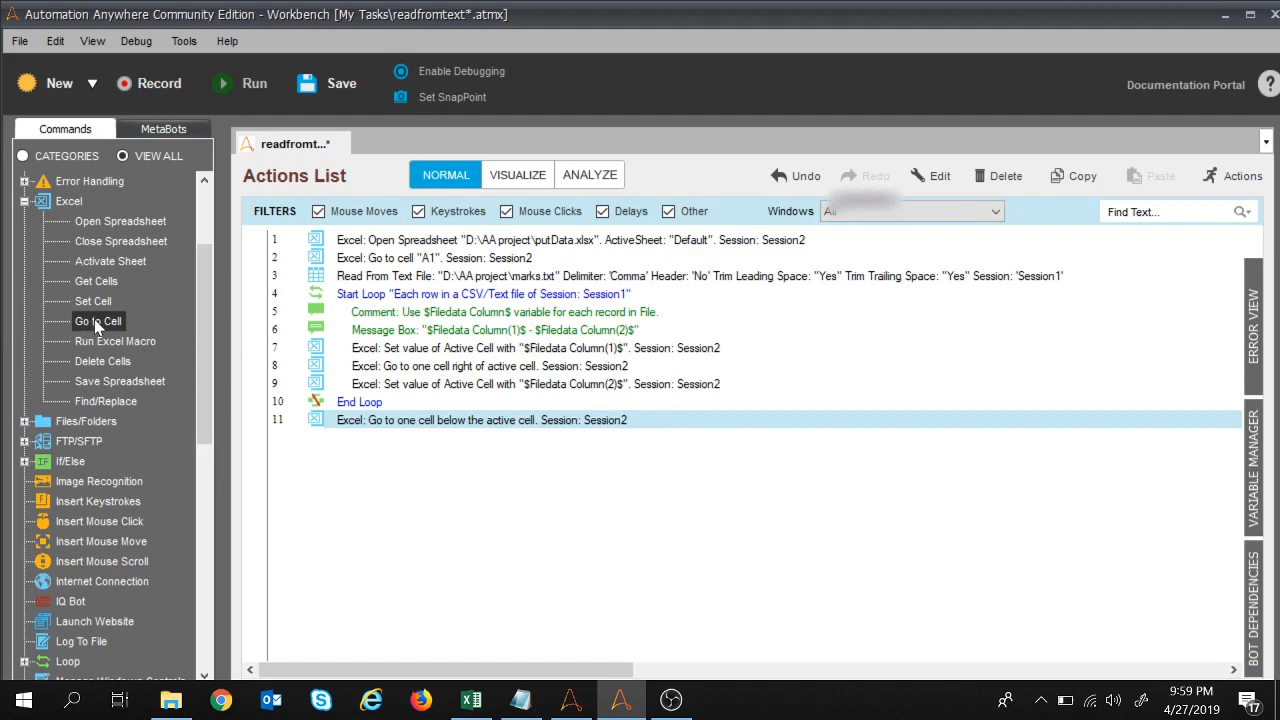 Automation Anywhere Community Edition - Workbench [My Tasks\readfromtext*.atmx]
File Edit View Debug Tools Help
New Record Run Save
Enable Debugging
Set SnapPoint
Documentation Portal
?
Commands MetaBots
CATEGORIES VIEW ALL
Error Handling
Excel
Open Spreadsheet
Close Spreadsheet
Activate Sheet
Get Cells
Set Cell
Go to Cell
Run Excel Macro
Delete Cells
Save Spreadsheet
Find/Replace
Files/Folders
FTP/SFTP
If/Else
Image Recognition
Insert Keystrokes
Insert Mouse Click
Insert Mouse Move
Insert Mouse Scroll
Internet Connection
IQ Bot
Launch Website
Log To File
Loop
Manage Windows Controls
readfromt...*
Actions List NORMAL VISUALIZE ANALYZE Undo Redo Edit Delete Copy Paste Actions
FILTERS Mouse Moves Keystrokes Mouse Clicks Delays Other Windows All Find Text...
1 Excel: Open Spreadsheet "D:\AA project\putData.xlsx". ActiveSheet: "Default". Session: Session2
2 Excel: Go to cell "A1". Session: Session2
3 Read From Text File: "D:\AA project\marks.txt" Delimiter: 'Comma' Header: 'No' Trim Leading Space: "Yes" Trim Trailing Space: "Yes" Session: 'Session1'
4 Start Loop "Each row in a CSV/Text file of Session: Session1"
5 Comment: Use $Filedata Column$ variable for each record in File.
6 Message Box: "$Filedata Column(1)$ - $Filedata Column(2)$"
7 Excel: Set value of Active Cell with "$Filedata Column(1)$". Session: Session2
8 Excel: Go to one cell right of active cell. Session: Session2
9 Excel: Set value of Active Cell with "$Filedata Column(2)$". Session: Session2
10 End Loop
11 Excel: Go to one cell below the active cell. Session: Session2
ERROR VIEW
VARIABLE MANAGER
BOT DEPENDENCIES
9:59 PM
4/27/2019
17